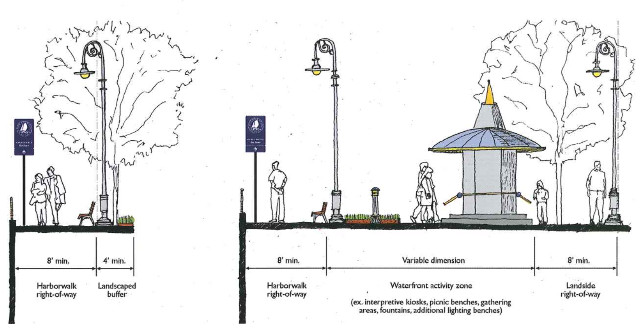 8' min.
4' min.
Harborwalk
right-of-way
Landscaped
buffer
8' min.
Variable dimension
8' min.
Harborwalk
right-of-way
Waterfront activity zone
(ex. interpretive kiosks, picnic benches, gathering
areas, fountains, additional lighting benches)
Landside
right-of-way